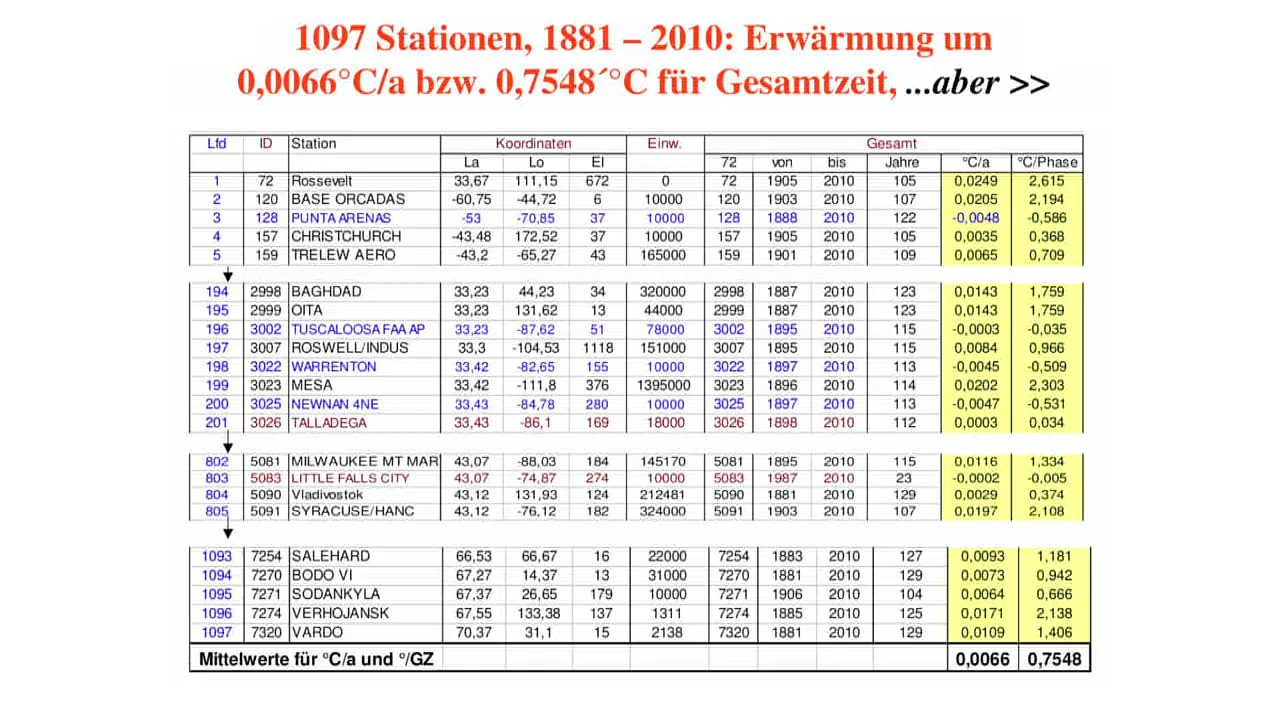 1097 Stationen, 1881 – 2010: Erwärmung um
0,0066°C/a bzw. 0,7548´°C für Gesamtzeit, ...aber >>
Lfd ID Station Koordinaten Einw. Gesamt
La Lo El 72 von bis Jahre °C/a °C/Phase
1 72 Rossevelt 33,67 111,15 672 0 72 1905 2010 105 0,0249 2,615
2 120 BASE ORCADAS -60,75 -44,72 6 10000 120 1903 2010 107 0,0205 2,194
3 128 PUNTA ARENAS -53 -70,85 37 10000 128 1888 2010 122 -0,0048 -0,586
4 157 CHRISTCHURCH -43,48 172,52 37 10000 157 1905 2010 105 0,0035 0,368
5 159 TRELEW AERO -43,2 -65,27 43 165000 159 1901 2010 109 0,0065 0,709
194 2998 BAGHDAD 33,23 44,23 34 320000 2998 1887 2010 123 0,0143 1,759
195 2999 OITA 33,23 131,62 13 44000 2999 1887 2010 123 0,0143 1,759
196 3002 TUSCALOOSA FAA AP 33,23 -87,62 51 78000 3002 1895 2010 115 -0,0003 -0,035
197 3007 ROSWELL/INDUS 33,3 -104,53 1118 151000 3007 1895 2010 115 0,0084 0,966
198 3022 WARRENTON 33,42 -82,65 155 10000 3022 1897 2010 113 -0,0045 -0,509
199 3023 MESA 33,42 -111,8 376 1395000 3023 1896 2010 114 0,0202 2,303
200 3025 NEWNAN 4NE 33,43 -84,78 280 10000 3025 1897 2010 113 -0,0047 -0,531
201 3026 TALLADEGA 33,43 -86,1 169 18000 3026 1898 2010 112 0,0003 0,034
802 5081 MILWAUKEE MT MAR 43,07 -88,03 184 145170 5081 1895 2010 115 0,0116 1,334
803 5083 LITTLE FALLS CITY 43,07 -74,87 274 10000 5083 1987 2010 23 -0,0002 -0,005
804 5090 Vladivostok 43,12 131,93 124 212481 5090 1881 2010 129 0,0029 0,374
805 5091 SYRACUSE/HANC 43,12 -76,12 182 324000 5091 1903 2010 107 0,0197 2,108
1093 7254 SALEHARD 66,53 66,67 16 22000 7254 1883 2010 127 0,0093 1,181
1094 7270 BODO VI 67,27 14,37 13 31000 7270 1881 2010 129 0,0073 0,942
1095 7271 SODANKYLA 67,37 26,65 179 10000 7271 1906 2010 104 0,0064 0,666
1096 7274 VERHOJANSK 67,55 133,38 137 1311 7274 1885 2010 125 0,0171 2,138
1097 7320 VARDO 70,37 31,1 15 2138 7320 1881 2010 129 0,0109 1,406
Mittelwerte für °C/a und °/GZ 0,0066 0,7548